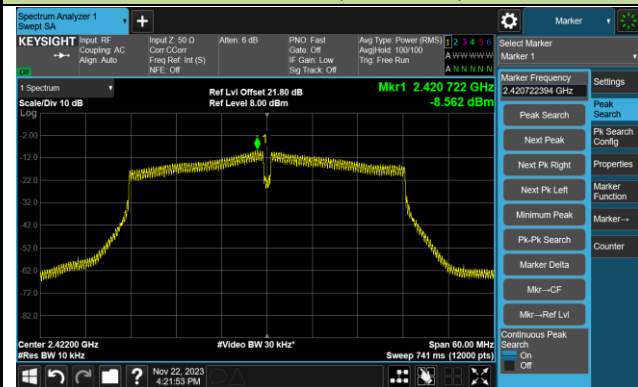 Spectrum Analyzer 1
Swept SA
+
Marker
KEYSIGHT
Input: RF
Coupling: AC
Align: Auto
Input Z: 50 Ω
Corr CCorr
Freq Ref: Int (S)
NFE: Off
Atten: 6 dB
PNO: Fast
Gate: Off
IF Gain: Low
Sig Track: Off
Avg Type: Power (RMS)
Avg|Hold: 100/100
Trig: Free Run
1 2 3 4 5 6
A W W W W W
A N N N N N
Select Marker
Marker 1
1 Spectrum
Scale/Div 10 dB
Log
Ref Lvl Offset 21.80 dB
Ref Level 8.00 dBm
Mkr1 2.420 722 GHz
-8.562 dBm
1
-2.00
-12.0
-22.0
-32.0
-42.0
-52.0
-62.0
-72.0
-82.0
Center 2.42200 GHz
#Res BW 10 kHz
#Video BW 30 kHz*
Span 60.00 MHz
Sweep 741 ms (12000 pts)
Marker Frequency
2.420722394 GHz
Peak Search
Next Peak
Next Pk Right
Next Pk Left
Minimum Peak
Pk-Pk Search
Marker Delta
Mkr→CF
Mkr→Ref Lvl
Continuous Peak
Search
On
Off
Settings
Peak
Search
Pk Search
Config
Properties
Marker
Function
Marker→
Counter
?
Nov 22, 2023
4:21:53 PM